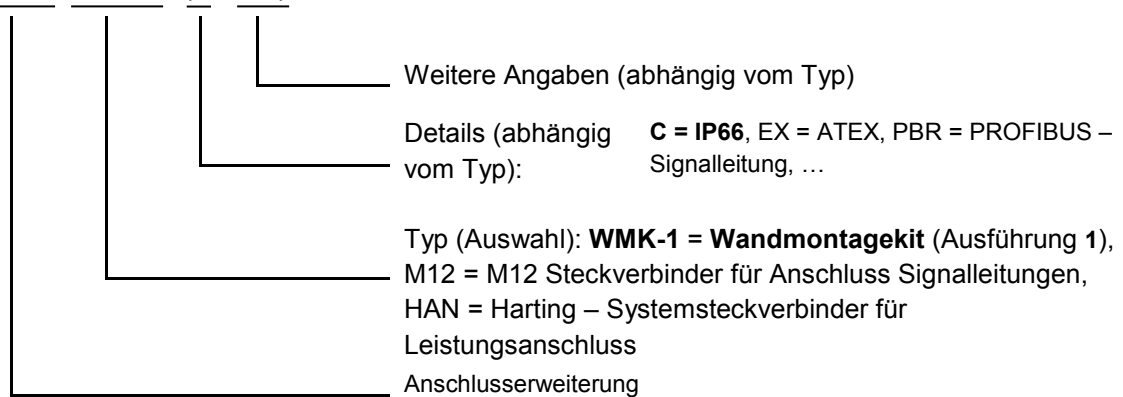 Weitere Angaben (abhängig vom Typ)
Details (abhängig vom Typ):
C = IP66, EX = ATEX, PBR = PROFIBUS –
Signalleitung, …
Typ (Auswahl): WMK-1 = Wandmontagekit (Ausführung 1),
M12 = M12 Steckverbinder für Anschluss Signalleitungen,
HAN = Harting – Systemsteckverbinder für
Leistungsanschluss
Anschlusserweiterung